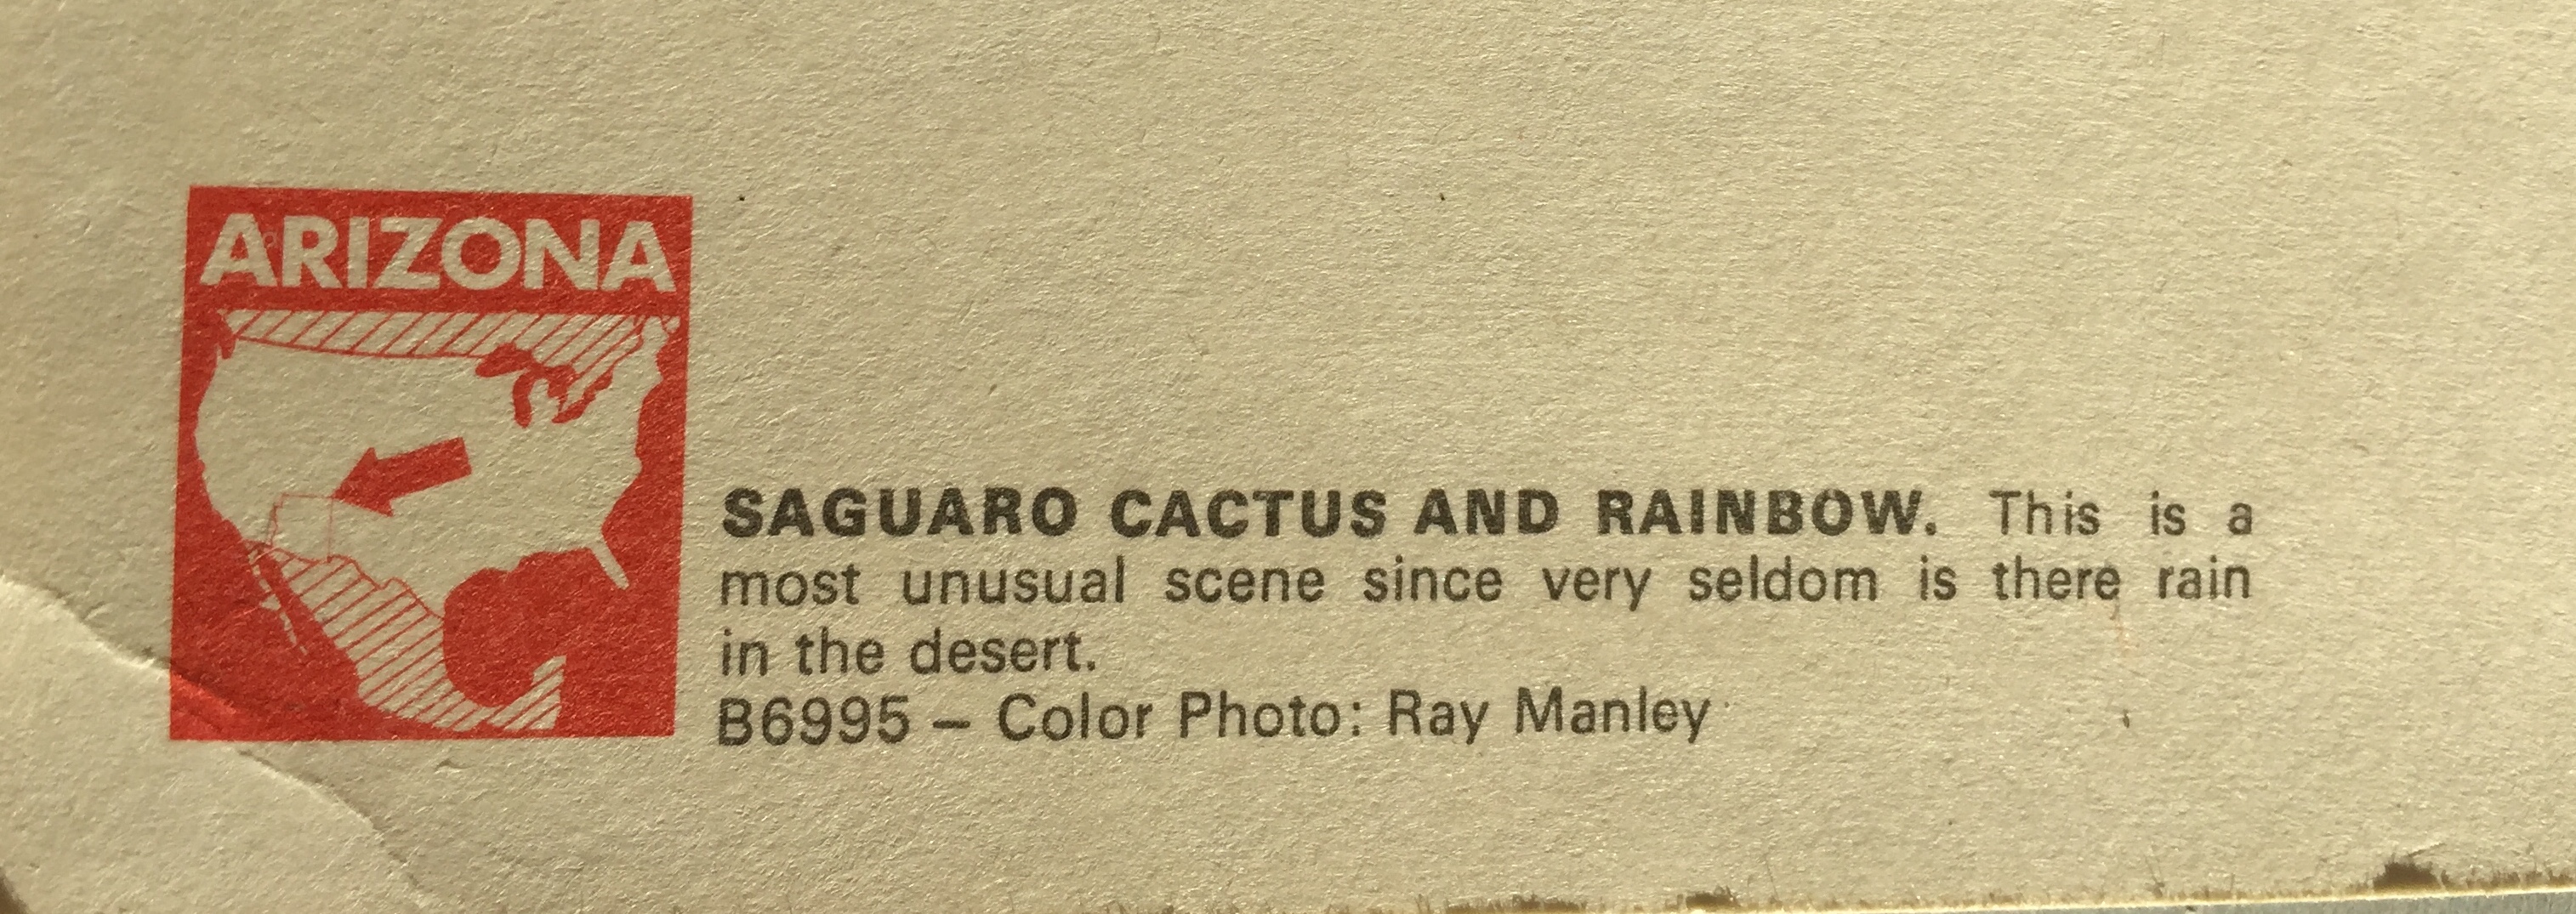 ARIZONA
SAGUARO CACTUS AND RAINBOW. This is a
most unusual scene since very seldom is there rain
in the desert.
B6995 – Color Photo: Ray Manley